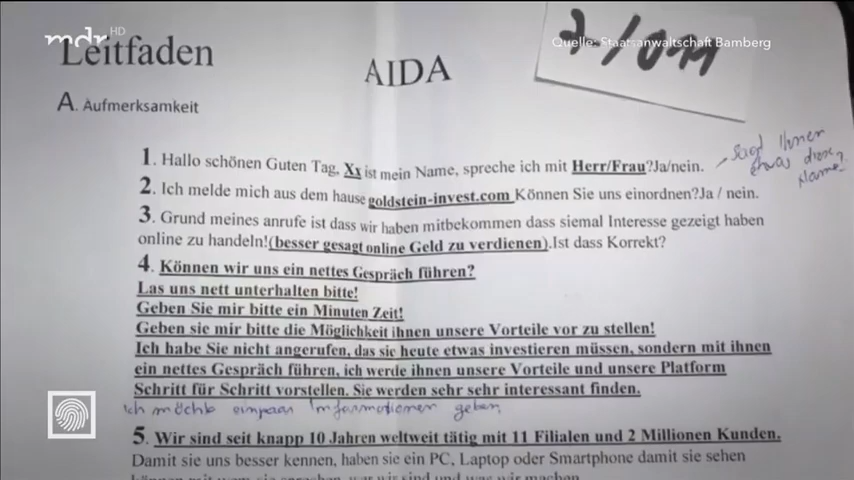 mdr HD
Quelle: Staatsanwaltschaft Bamberg
Leitfaden
AIDA
A. Aufmerksamkeit
1. Hallo schönen Guten Tag, Xx ist mein Name, spreche ich mit Herr/Frau?Ja/nein.
sagt Ihnen
etwas diese
Name?
2. Ich melde mich aus dem hause goldstein-invest.com Können Sie uns einordnen?Ja / nein.
3. Grund meines anrufe ist dass wir haben mitbekommen dass siemal Interesse gezeigt haben
online zu handeln!(besser gesagt online Geld zu verdienen).Ist dass Korrekt?
4. Können wir uns ein nettes Gespräch führen?
Las uns nett unterhalten bitte!
Geben Sie mir bitte ein Minuten Zeit!
Geben sie mir bitte die Möglichkeit ihnen unsere Vorteile vor zu stellen!
Ich habe Sie nicht angerufen, das sie heute etwas investieren müssen, sondern mit ihnen
ein nettes Gespräch führen, ich werde ihnen unsere Vorteile und unsere Platform
Schritt für Schritt vorstellen. Sie werden sehr sehr interessant finden.
ich möchte einpaar Informationen geben
5. Wir sind seit knapp 10 Jahren weltweit tätig mit 11 Filialen und 2 Millionen Kunden.
Damit sie uns besser kennen, haben sie ein PC, Laptop oder Smartphone damit sie sehen